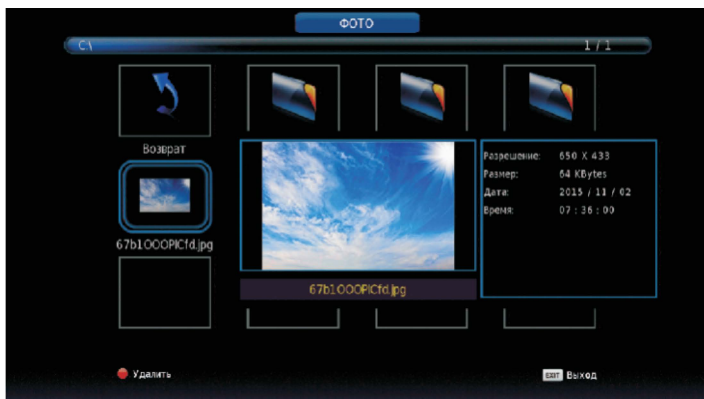 ФОТО
C:\ 1 / 1
Возврат
Разрешение: 650 X 433
Размер: 64 KBytes
Дата: 2015 / 11 / 02
Время: 07 : 36 : 00
67b1OOOPICfd.jpg
67b1OOOPICfd.jpg
Удалить EXIT Выход